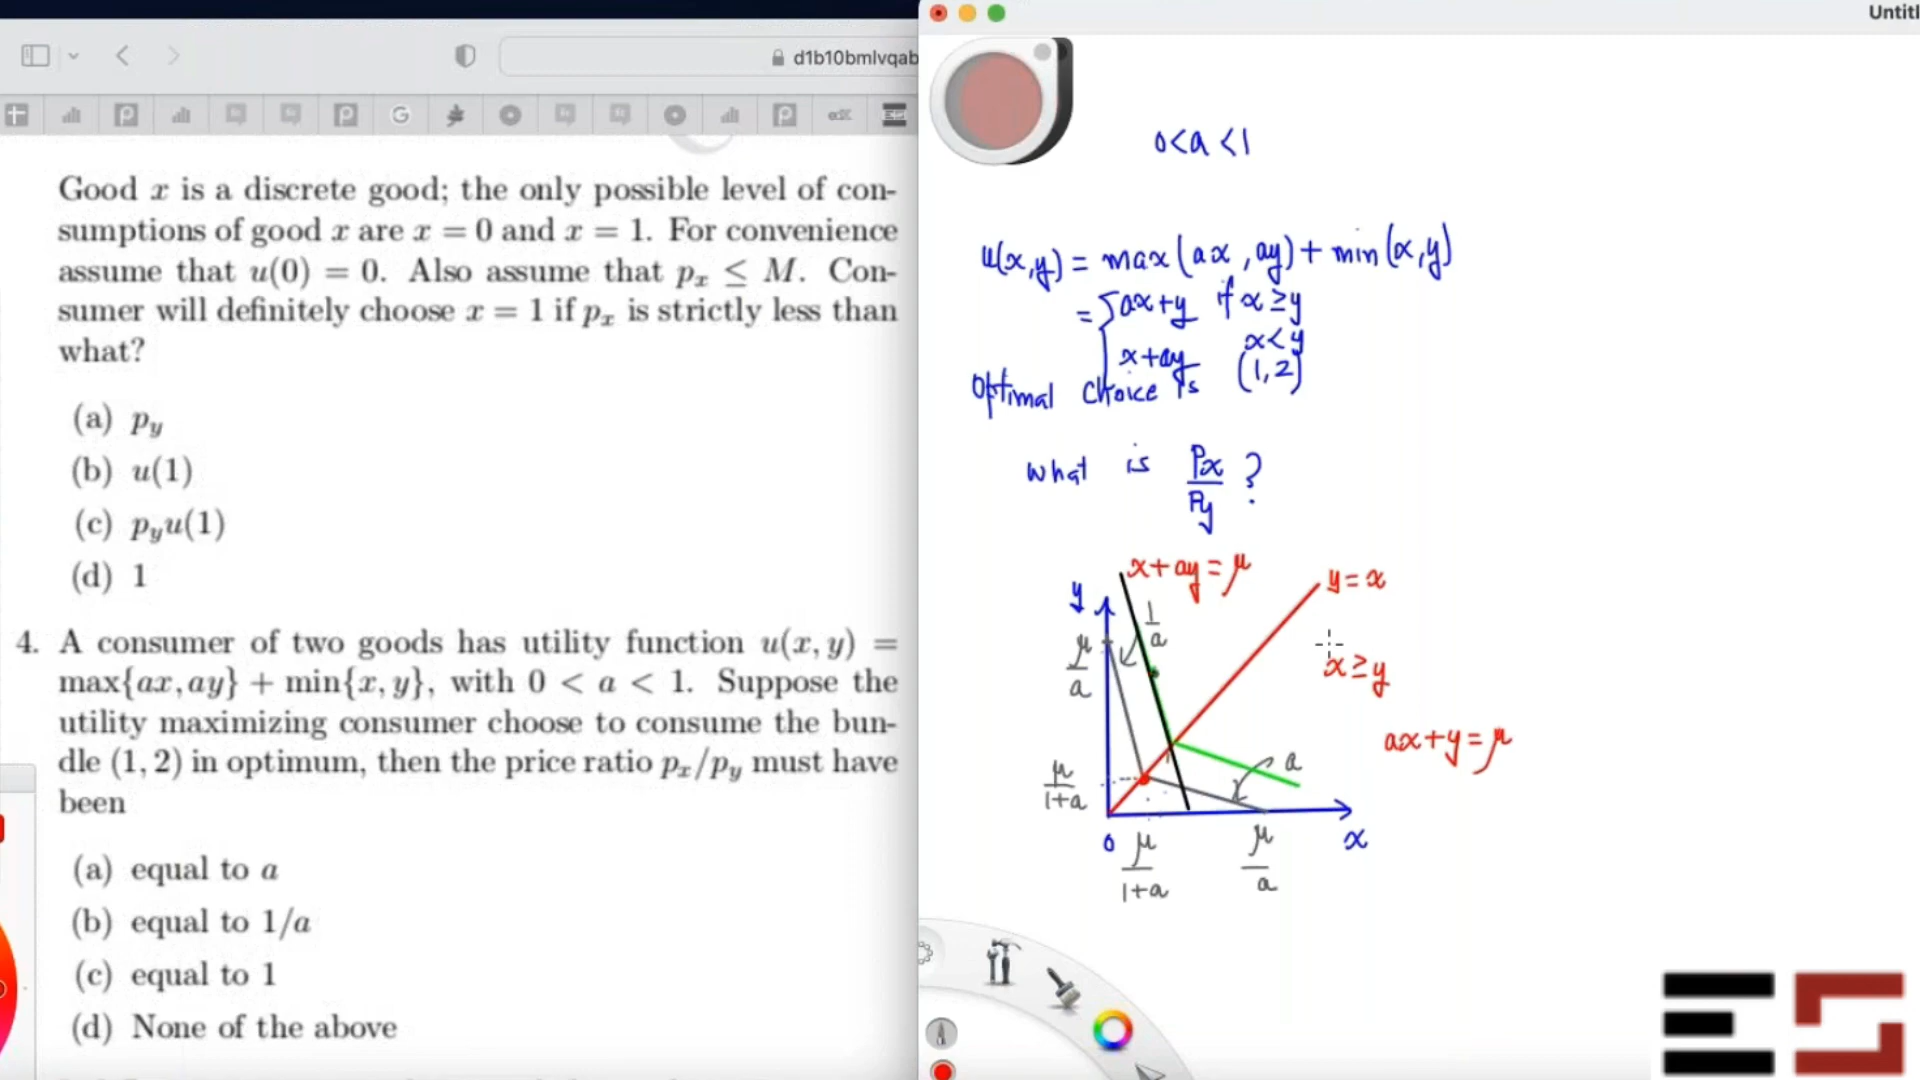 Untitl
d1b10bmlvqab
Good x is a discrete good; the only possible level of con-
sumptions of good x are x = 0 and x = 1. For convenience
assume that u(0) = 0. Also assume that pₓ ≤ M. Con-
sumer will definitely choose x = 1 if pₓ is strictly less than
what?
(a) p_y
(b) u(1)
(c) p_y u(1)
(d) 1
4. A consumer of two goods has utility function u(x, y) =
max{ax, ay} + min{x, y}, with 0 < a < 1. Suppose the
utility maximizing consumer choose to consume the bun-
dle (1, 2) in optimum, then the price ratio pₓ/p_y must have
been
(a) equal to a
(b) equal to 1/a
(c) equal to 1
(d) None of the above
0<a<1
u(x,y) = max(ax, ay) + min(x,y)
= { ax+y if x≥y
x+ay x<y
Optimal choice is (1,2)
what is Px/Py ?
x+ay=μ
y=x
y
1/a
μ/a
x≥y
ax+y=μ
a
μ/1+a
0
μ/1+a
μ/a
x
ES